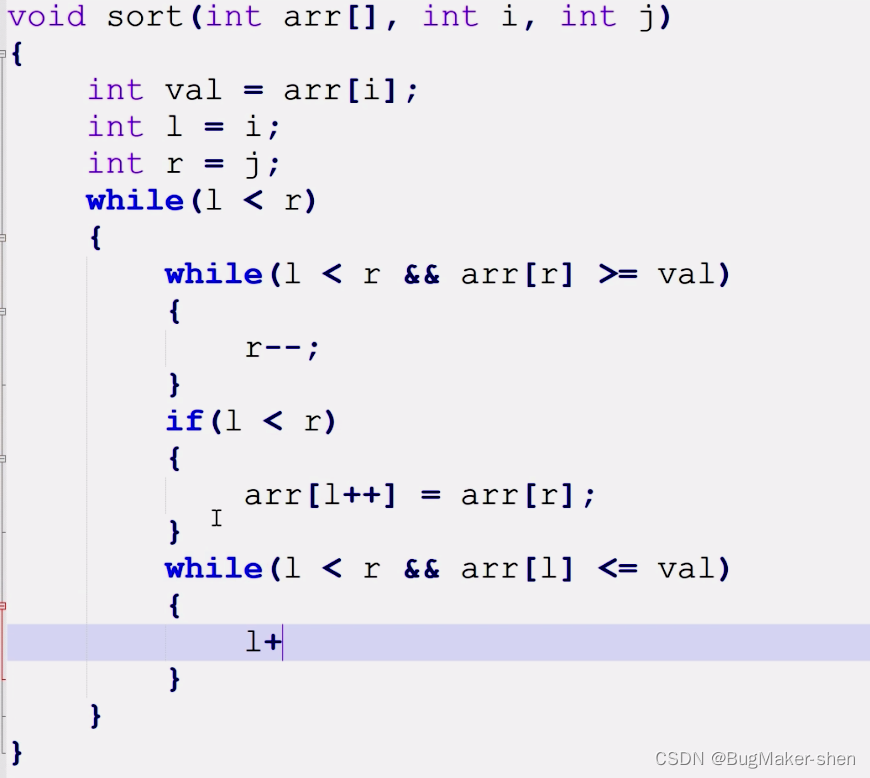 void sort(int arr[], int i, int j)
{
    int val = arr[i];
    int l = i;
    int r = j;
    while(l < r)
    {
        while(l < r && arr[r] >= val)
        {
            r--;
        }
        if(l < r)
        {
            arr[l++] = arr[r];
        }
        while(l < r && arr[l] <= val)
        {
            l+
        }
    }
}
CSDN @BugMaker-shen